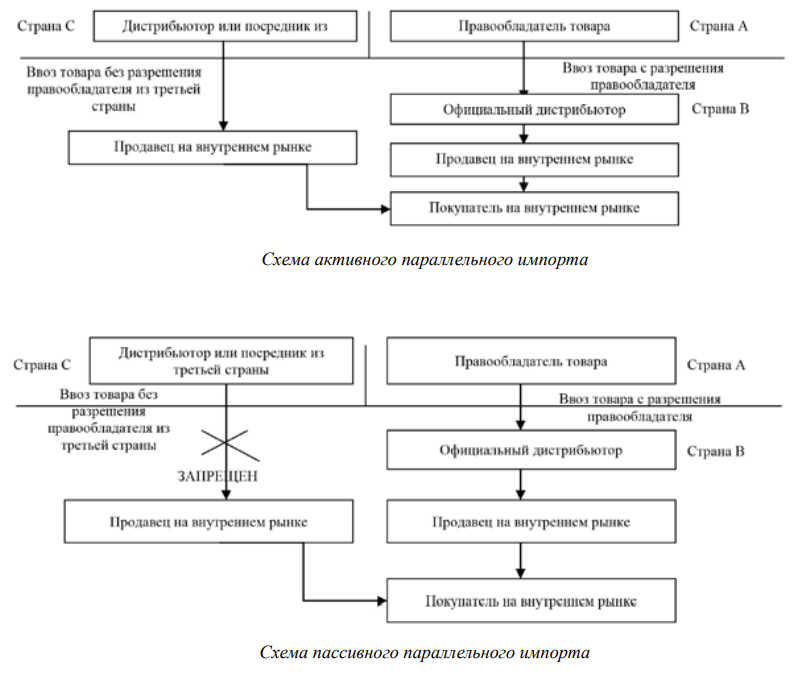 Страна С
Дистрибьютор или посредник из
Правообладатель товара
Страна А
Ввоз товара без разрешения
правообладателя из третьей
страны
Ввоз товара с разрешения
правообладателя
Официальный дистрибьютор
Страна В
Продавец на внутреннем рынке
Продавец на внутреннем рынке
Покупатель на внутреннем рынке
Схема активного параллельного импорта
Страна С
Дистрибьютор или посредник из
третьей страны
Правообладатель товара
Страна А
Ввоз товара без
разрешения
правообладателя из
третьей страны
Ввоз товара с разрешения
правообладателя
Официальный дистрибьютор
Страна В
ЗАПРЕЩЕН
Продавец на внутреннем рынке
Продавец на внутреннем рынке
Покупатель на внутреннем рынке
Схема пассивного параллельного импорта